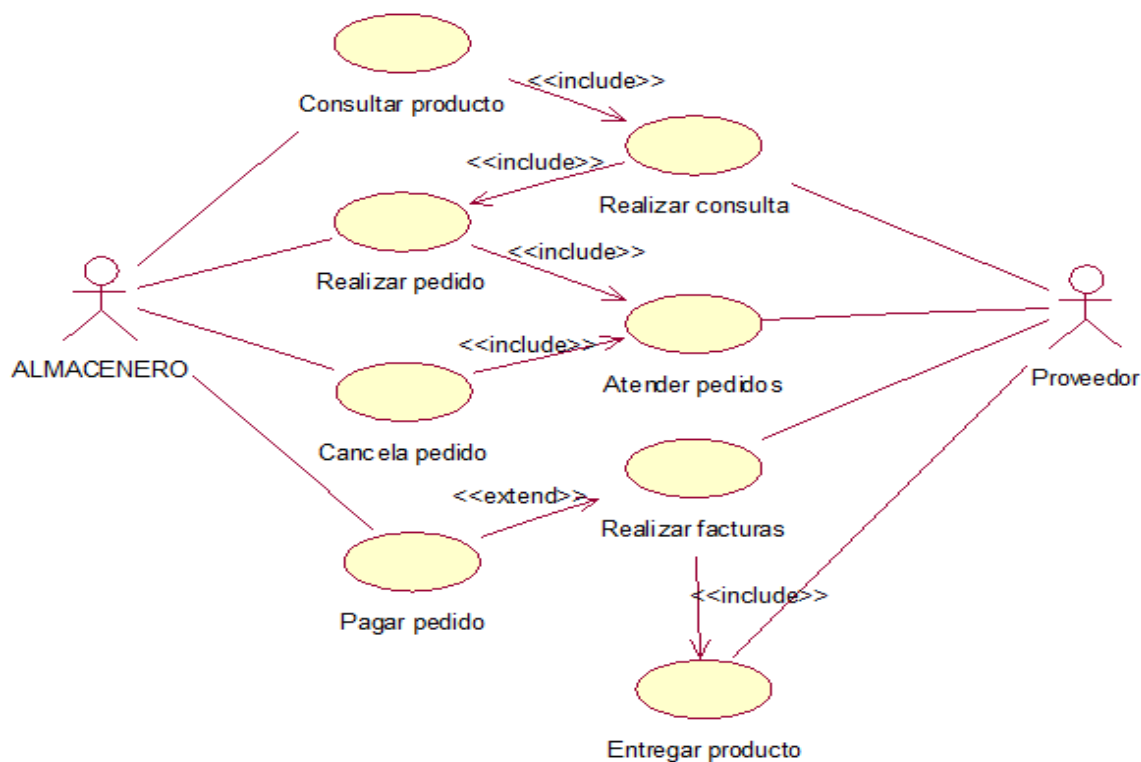 Consultar producto
<<include>>
<<include>>
Realizar consulta
Realizar pedido
<<include>>
ALMACENERO
<<include>>
Atender pedidos
Proveedor
Cancela pedido
<<extend>>
Realizar facturas
Pagar pedido
<<include>>
Entregar producto